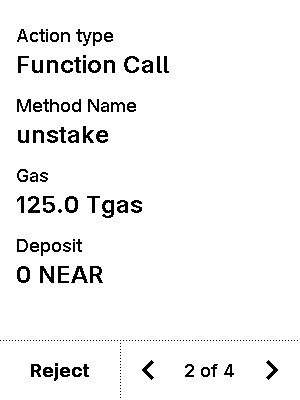 Action type
Function Call
Method Name
unstake
Gas
125.0 Tgas
Deposit
0 NEAR
Reject
2 of 4